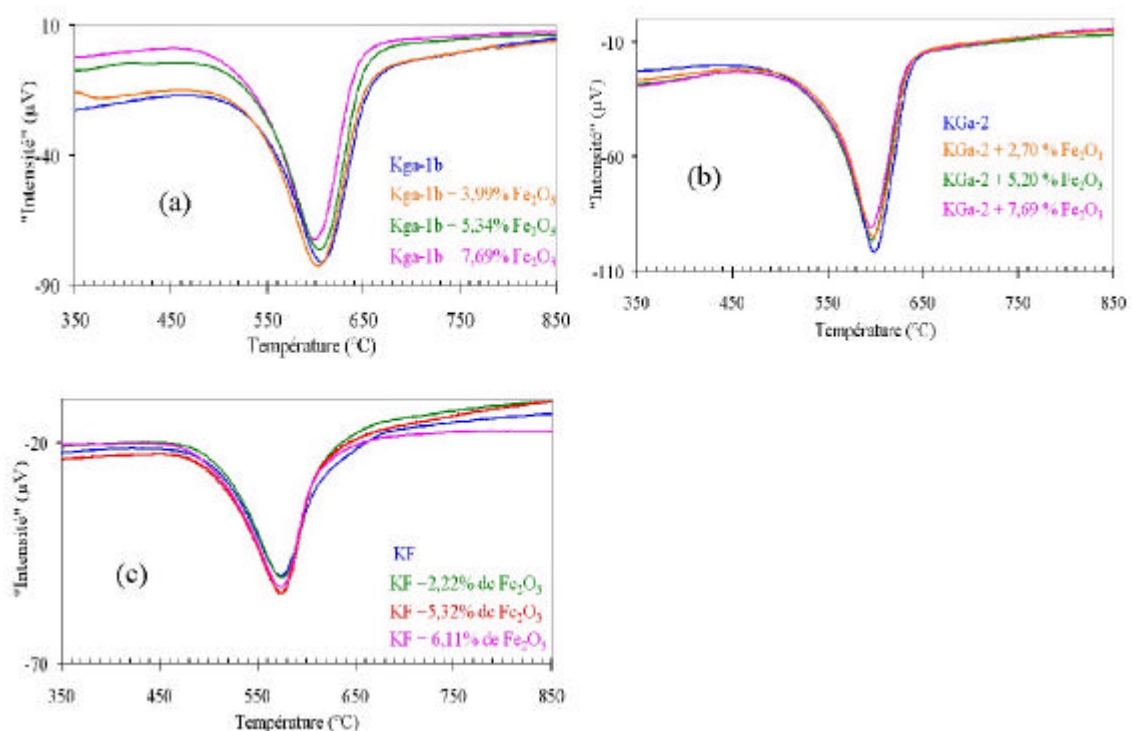 10
-40
-90
350 450 550 650 750 850
"Intensité" (µV)
Température (°C)
(a)
Kga-1b
Kga-1b – 3,99% Fe₂O₃
Kga-1b – 5,34% Fe₂O₃
Kga-1b – 7,69% Fe₂O₃
-10
-60
-110
350 450 550 650 750 850
"Intensité" (µV)
Température (°C)
(b)
KGa-2
KGa-2 + 2,70 % Fe₂O₃
KGa-2 + 5,20 % Fe₂O₃
KGa-2 + 7,69 % Fe₂O₃
-20
-70
350 450 550 650 750 850
"Intensité" (µV)
Température (°C)
(c)
KF
KF –2,22% de Fe₂O₃
KF –5,32% de Fe₂O₃
KF – 6,11% de Fe₂O₃